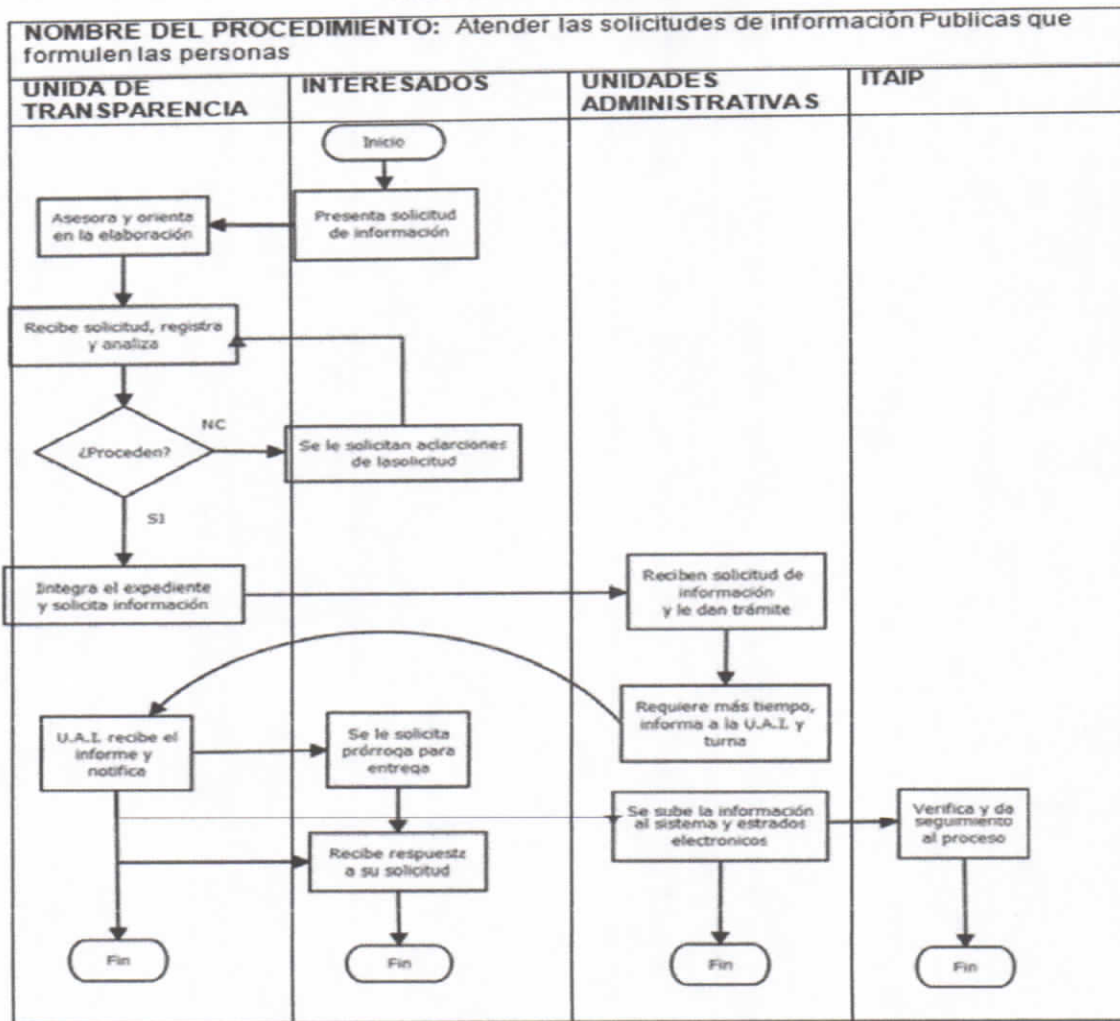 NOMBRE DEL PROCEDIMIENTO: Atender las solicitudes de información Publicas que
formulen las personas
UNIDA DE
TRANSPARENCIA
INTERESADOS
UNIDADES
ADMINISTRATIVAS
ITAIP
Inicio
Presenta solicitud
de información
Asesora y orienta
en la elaboración
Recibe solicitud, registra
y analiza
¿Proceden?
NC
Se le solicitan aclarciones
de lasolicitud
SI
Iintegra el expediente
y solicita información
Reciben solicitud de
información
y le dan trámite
Requiere más tiempo,
informa a la U.A.I. y
turna
U.A.I. recibe el
informe y
notifica
Se le solicita
prórroga para
entrega
Se sube la información
al sistema y estrados
electronicos
Verifica y da
seguimiento
al proceso
Recibe respuesta
a su solicitud
Fin
Fin
Fin
Fin